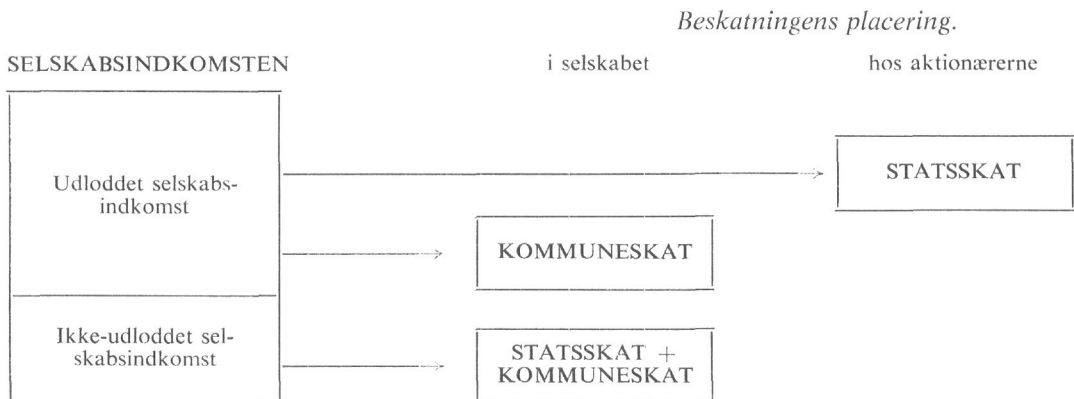 Beskatningens placering.
SELSKABSINDKOMSTEN i selskabet hos aktionærerne
Udloddet selskabs-
indkomst
STATSSKAT
KOMMUNESKAT
Ikke-udloddet sel-
skabsindkomst
STATSSKAT +
KOMMUNESKAT